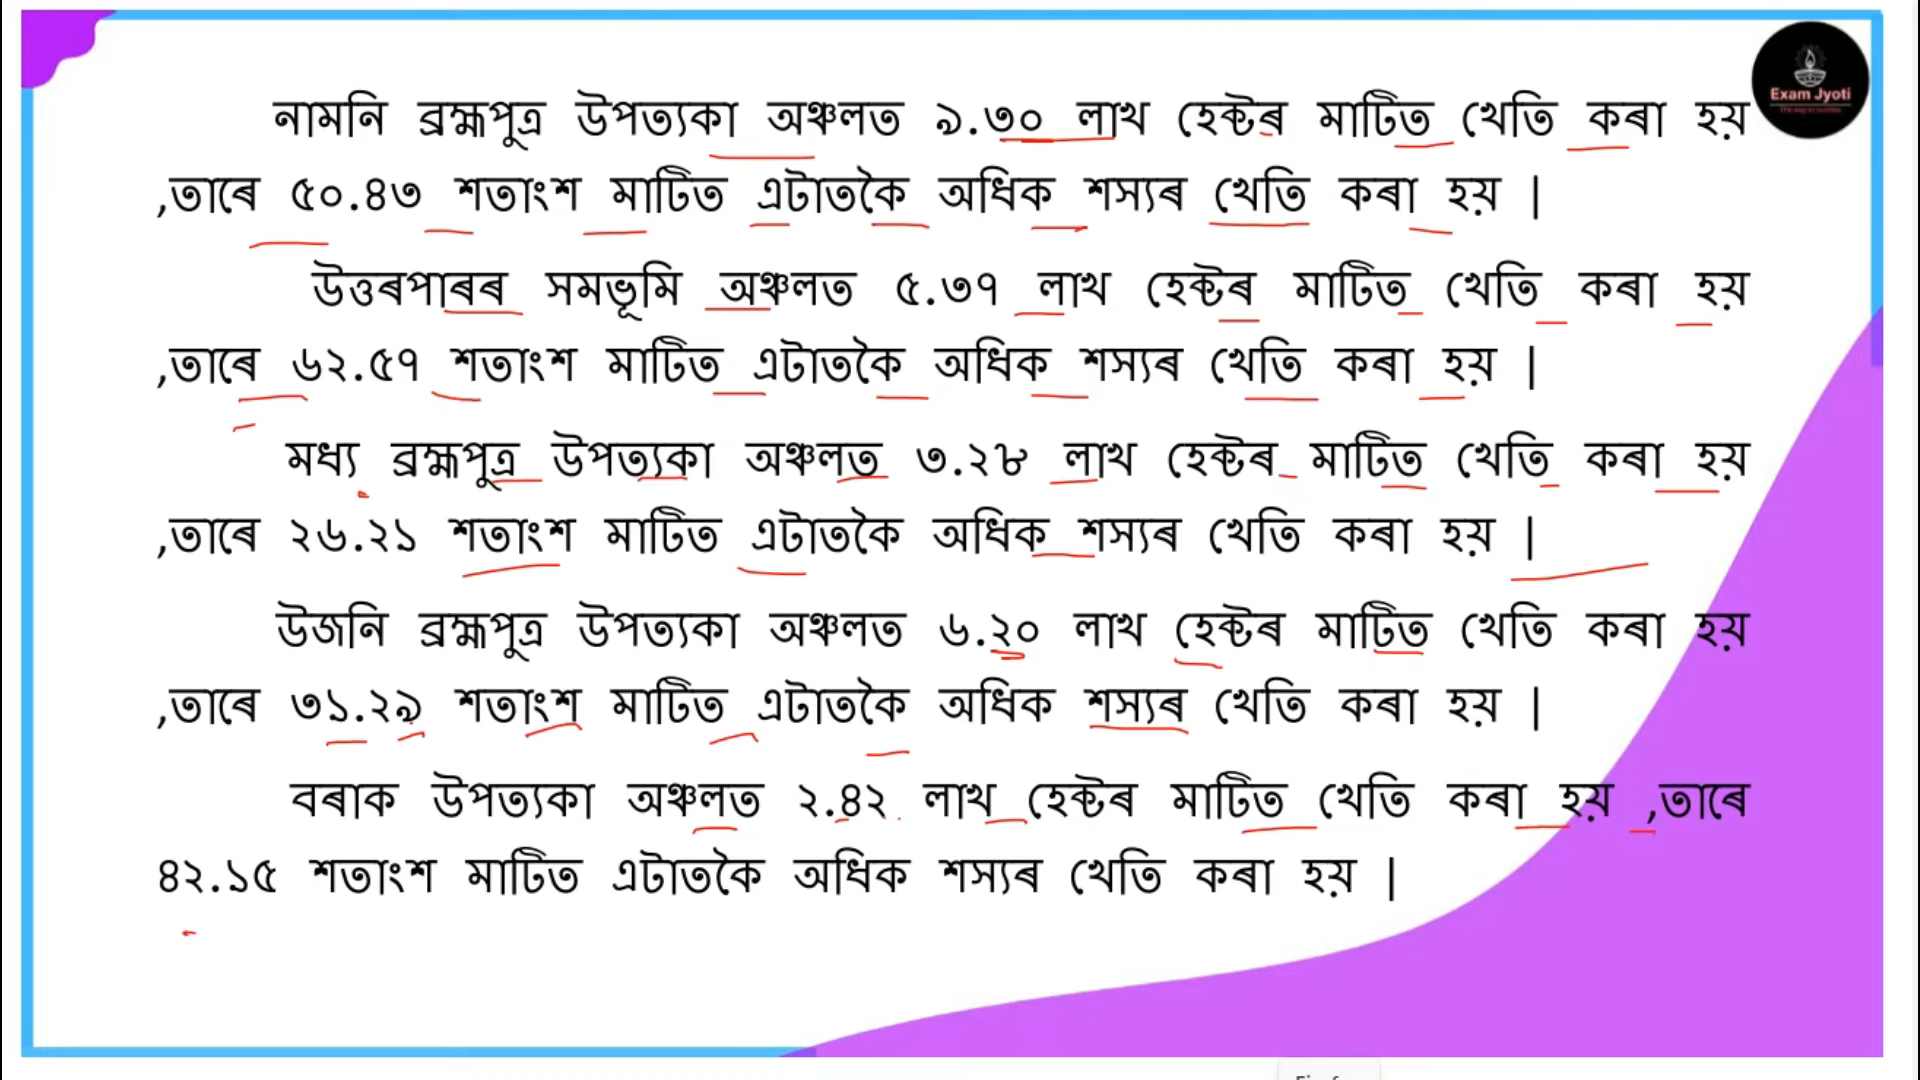 নামনি ব্ৰহ্মপুত্ৰ উপত্যকা অঞ্চলত ৯.৩০ লাখ হেক্টৰ মাটিত খেতি কৰা হয়
,তাৰে ৫০.৪৩ শতাংশ মাটিত এটাতকৈ অধিক শস্যৰ খেতি কৰা হয় |
উত্তৰপাৰৰ সমভূমি অঞ্চলত ৫.৩৭ লাখ হেক্টৰ মাটিত খেতি কৰা হয়
,তাৰে ৬২.৫৭ শতাংশ মাটিত এটাতকৈ অধিক শস্যৰ খেতি কৰা হয় |
মধ্য ব্ৰহ্মপুত্ৰ উপত্যকা অঞ্চলত ৩.২৮ লাখ হেক্টৰ মাটিত খেতি কৰা হয়
,তাৰে ২৬.২১ শতাংশ মাটিত এটাতকৈ অধিক শস্যৰ খেতি কৰা হয় |
উজনি ব্ৰহ্মপুত্ৰ উপত্যকা অঞ্চলত ৬.২০ লাখ হেক্টৰ মাটিত খেতি কৰা হয়
,তাৰে ৩১.২৯ শতাংশ মাটিত এটাতকৈ অধিক শস্যৰ খেতি কৰা হয় |
বৰাক উপত্যকা অঞ্চলত ২.৪২ লাখ হেক্টৰ মাটিত খেতি কৰা হয় ,তাৰে
৪২.১৫ শতাংশ মাটিত এটাতকৈ অধিক শস্যৰ খেতি কৰা হয় |
Exam Jyoti